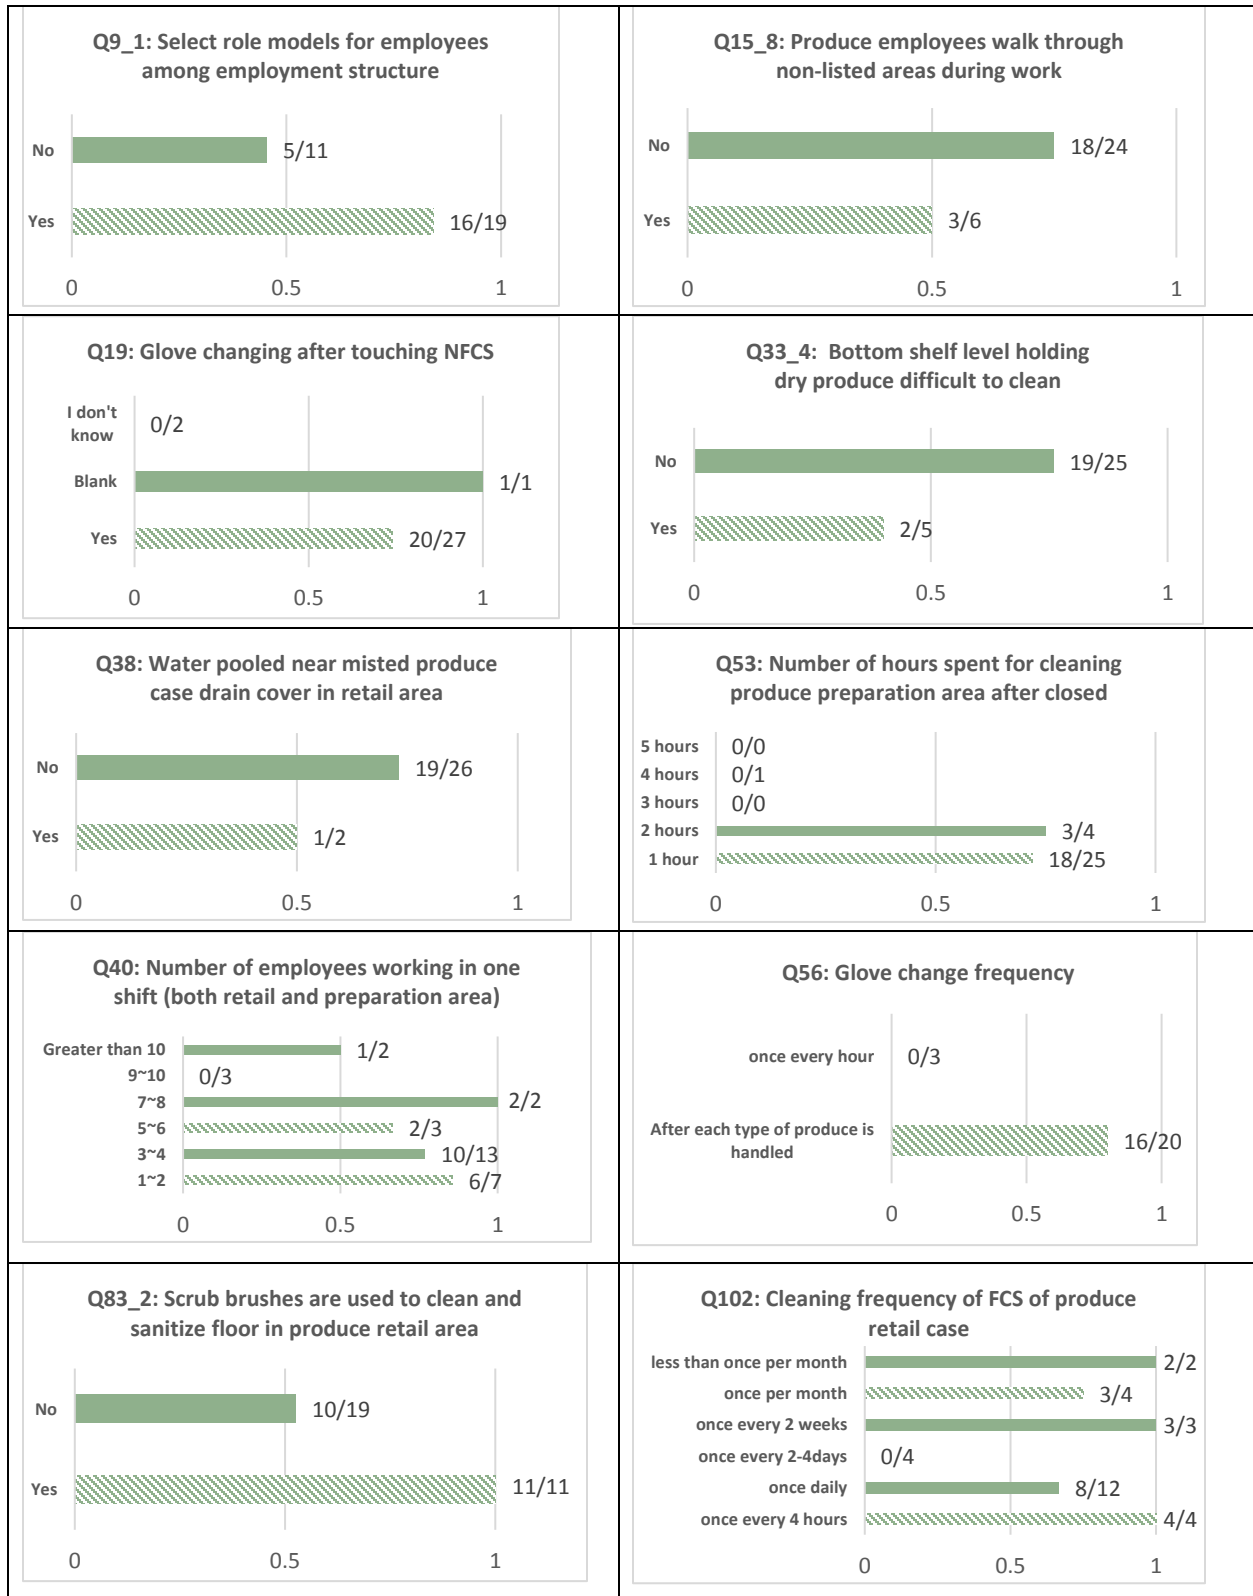 Q9_1: Select role models for employees
among employment structure
No
5/11
Yes
16/19
0
0.5
1
Q15_8: Produce employees walk through
non-listed areas during work
No
18/24
Yes
3/6
0
0.5
1
Q19: Glove changing after touching NFCS
I don't
know
0/2
Blank
1/1
Yes
20/27
0
0.5
1
Q33_4:  Bottom shelf level holding
dry produce difficult to clean
No
19/25
Yes
2/5
0
0.5
1
Q38: Water pooled near misted produce
case drain cover in retail area
No
19/26
Yes
1/2
0
0.5
1
Q53: Number of hours spent for cleaning
produce preparation area after closed
5 hours
0/0
4 hours
0/1
3 hours
0/0
2 hours
3/4
1 hour
18/25
0
0.5
1
Q40: Number of employees working in one
shift (both retail and preparation area)
Greater than 10
1/2
9~10
0/3
7~8
2/2
5~6
2/3
3~4
10/13
1~2
6/7
0
0.5
1
Q56: Glove change frequency
once every hour
0/3
After each type of produce is
handled
16/20
0
0.5
1
Q83_2: Scrub brushes are used to clean and
sanitize floor in produce retail area
No
10/19
Yes
11/11
0
0.5
1
Q102: Cleaning frequency of FCS of produce
retail case
less than once per month
2/2
once per month
3/4
once every 2 weeks
3/3
once every 2-4days
0/4
once daily
8/12
once every 4 hours
4/4
0
0.5
1